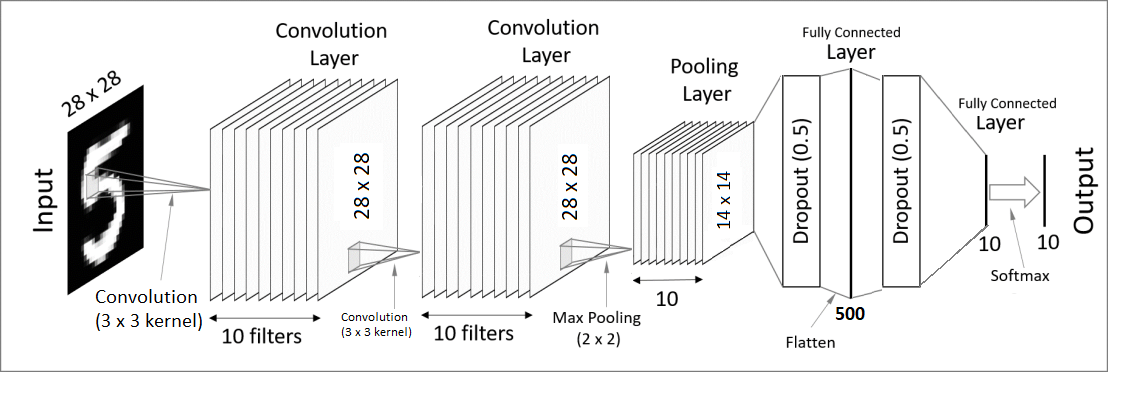 Input
28 x 28
Convolution
(3 x 3 kernel)
Convolution
Layer
28 x 28
10 filters
Convolution
(3 x 3 kernel)
Convolution
Layer
28 x 28
10 filters
Max Pooling
(2 x 2)
Pooling
Layer
14 x 14
10
Dropout (0.5)
Fully Connected
Layer
500
Flatten
Dropout (0.5)
Fully Connected
Layer
10
Softmax
10
Output